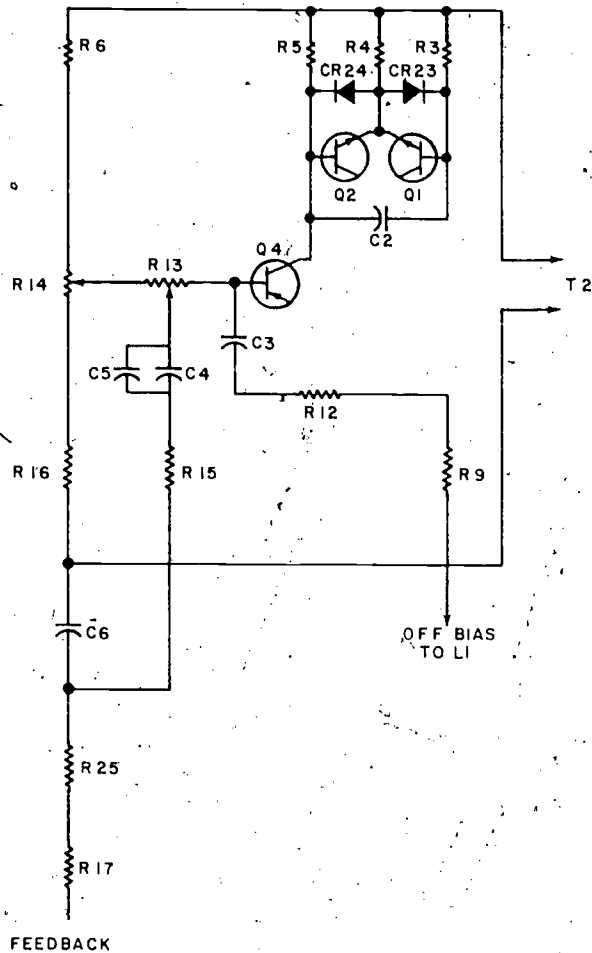 R6
R5
R4
R3
CR24
CR23
Q2
Q1
C2
Q4
R14
R13
T2
C3
C5
C4
R12
R16
R15
R9
C6
OFF BIAS
TO L1
R25
R17
FEEDBACK